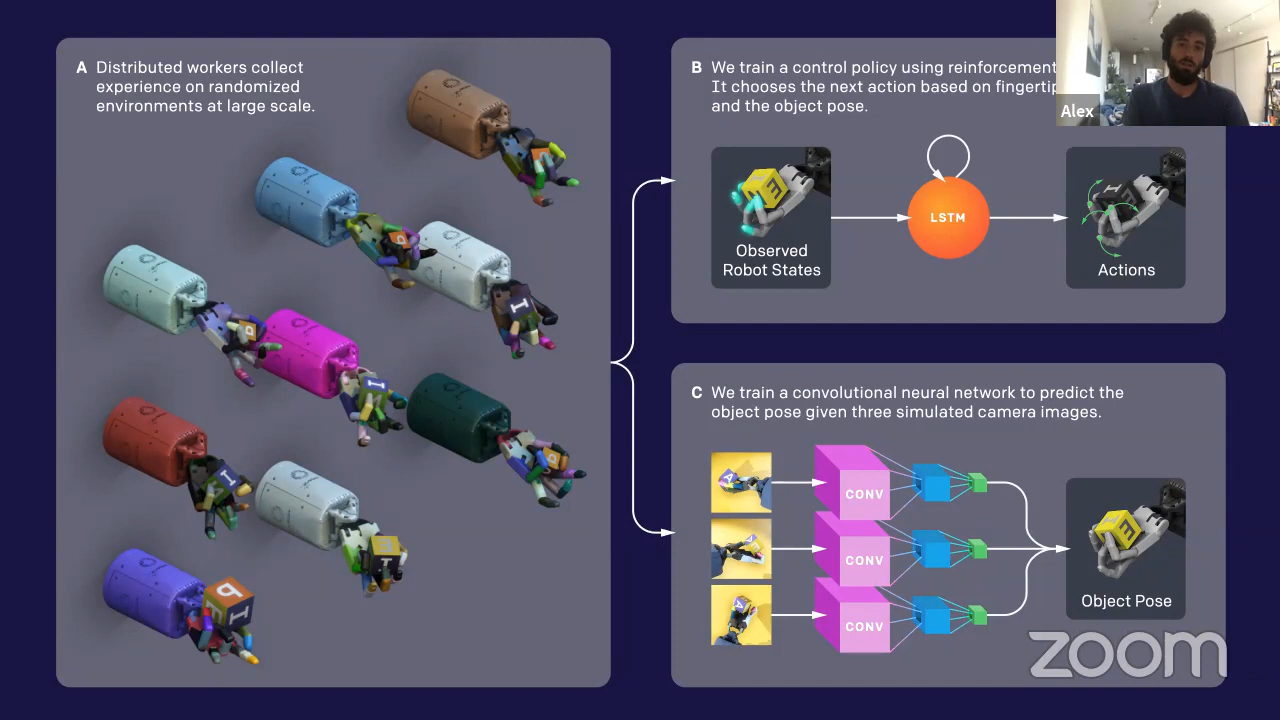 A Distributed workers collect
experience on randomized
environments at large scale.
B We train a control policy using reinforcement
It chooses the next action based on
and the object pose.
Alex
Observed
Robot States
LSTM
Actions
C We train a convolutional neural network to predict the
object pose given three simulated camera images.
CONV
CONV
CONV
Object Pose
zoom